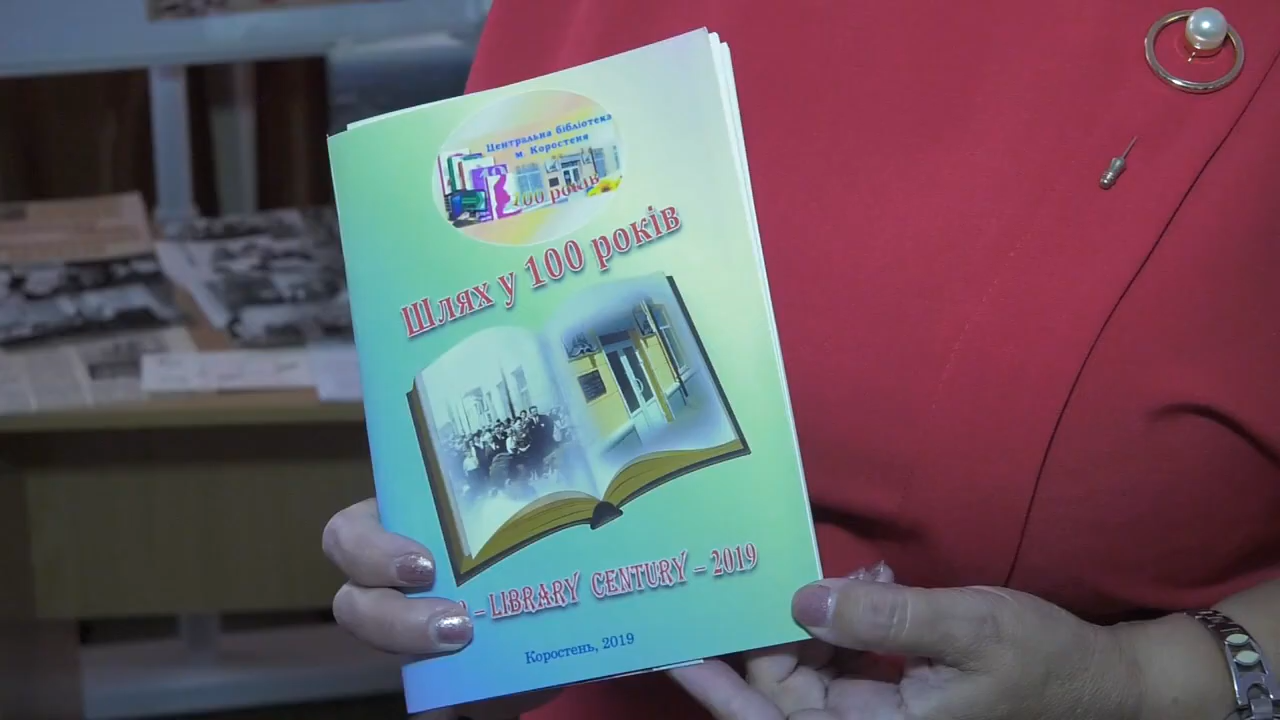 Центральна бібліотека
м Коростеня
100 років
Шлях у 100 років
– LIBRARY CENTURY – 2019
Коростень, 2019